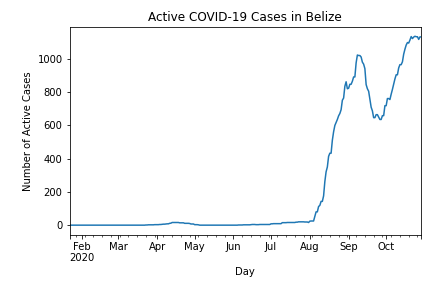 Active COVID-19 Cases in Belize
Number of Active Cases
1000
800
600
400
200
0
Feb Mar Apr May Jun Jul Aug Sep Oct
2020
Day